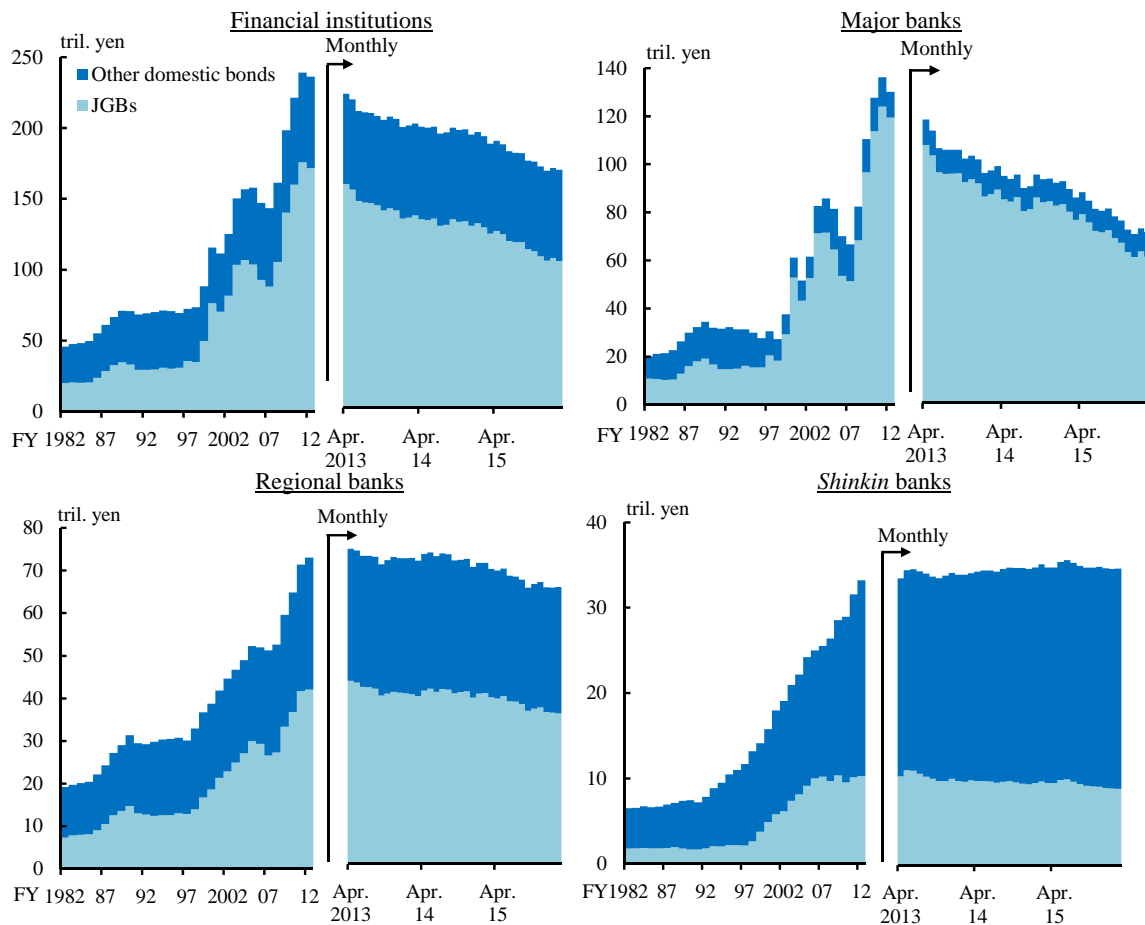 Financial institutions
tril. yen
Monthly
250
Other domestic bonds
JGBs
200
150
100
50
0
FY 1982 87 92 97 2002 07 12
Apr. 2013
Apr. 14
Apr. 15
Major banks
tril. yen
Monthly
140
120
100
80
60
40
20
0
FY 1982 87 92 97 2002 07 12
Apr. 2013
Apr. 14
Apr. 15
Regional banks
tril. yen
Monthly
80
70
60
50
40
30
20
10
0
FY 1982 87 92 97 2002 07 12
Apr. 2013
Apr. 14
Apr. 15
Shinkin banks
tril. yen
Monthly
40
30
20
10
0
FY 1982 87 92 97 2002 07 12
Apr. 2013
Apr. 14
Apr. 15